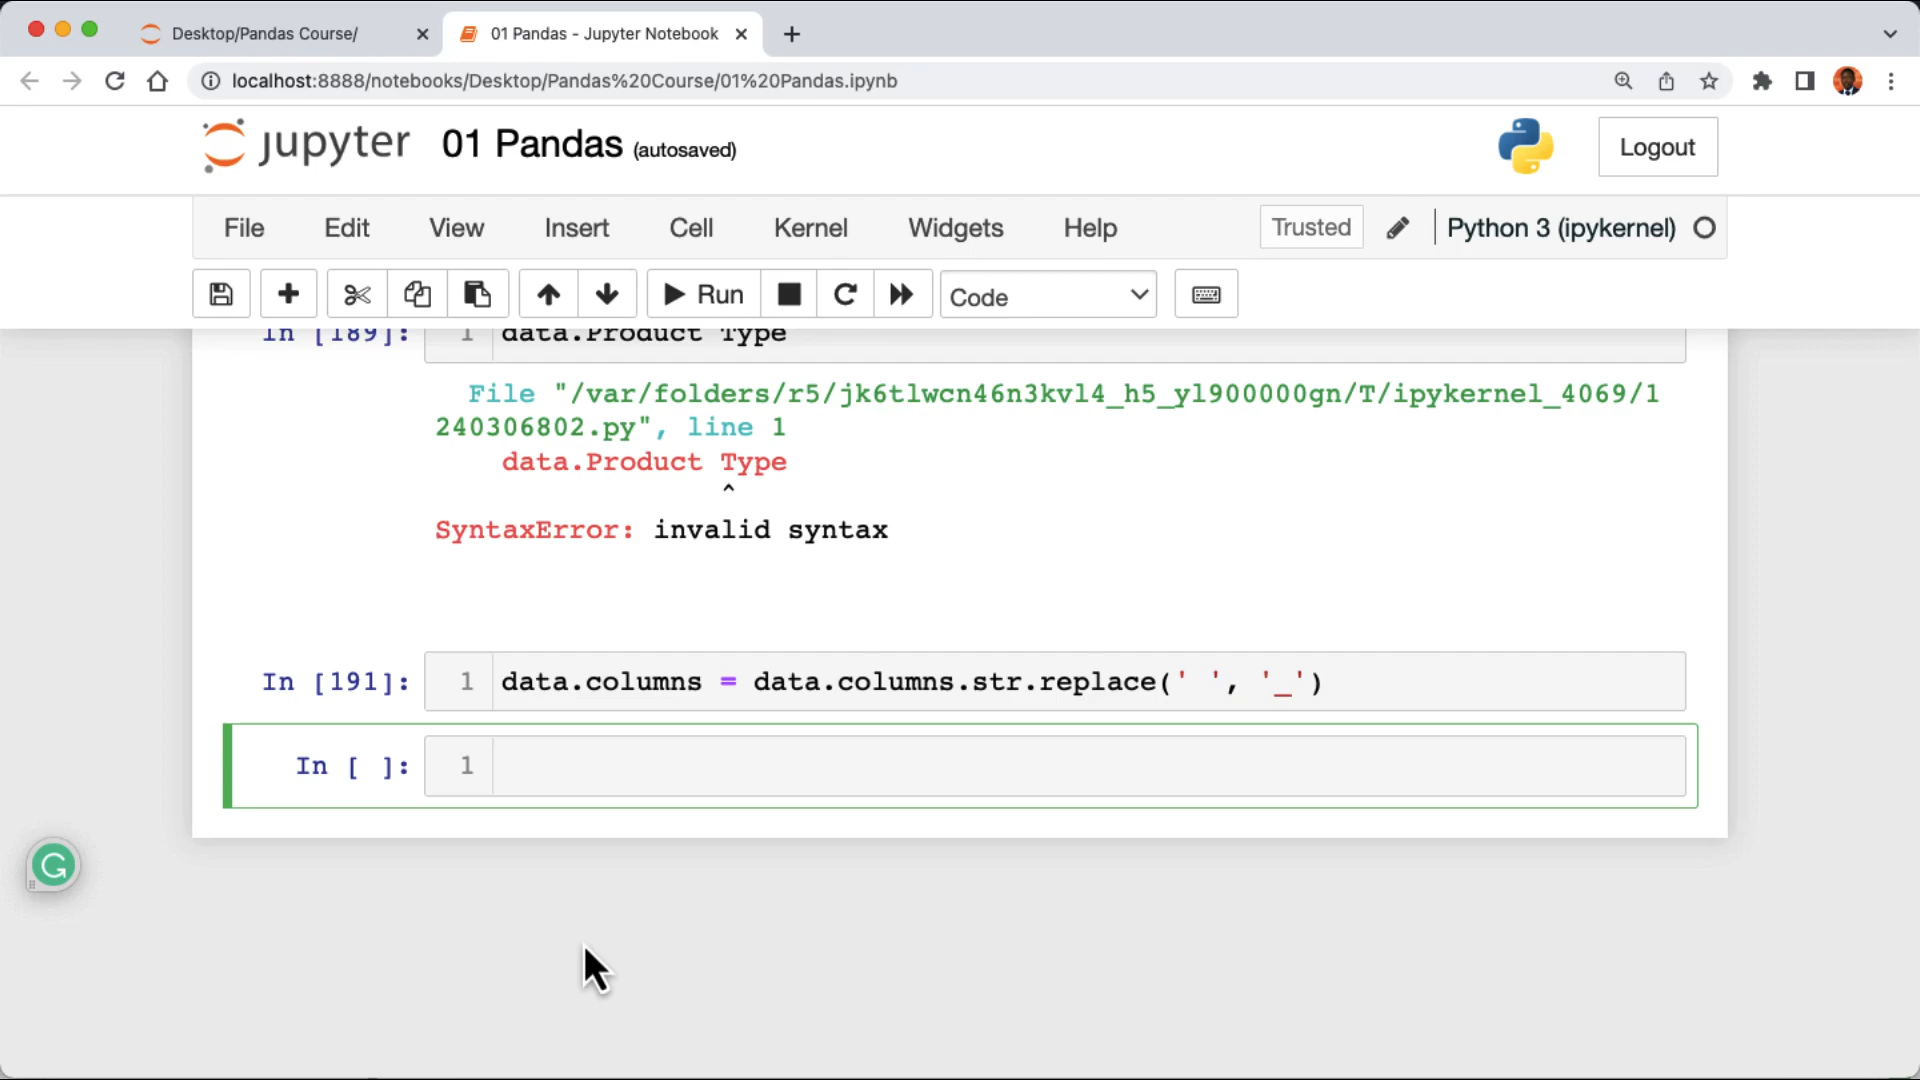 Desktop/Pandas Course/
01 Pandas - Jupyter Notebook
localhost:8888/notebooks/Desktop/Pandas%20Course/01%20Pandas.ipynb
jupyter 01 Pandas (autosaved)
Logout
File Edit View Insert Cell Kernel Widgets Help Trusted Python 3 (ipykernel)
Run Code
In [189]: 1 data.Product Type
File "/var/folders/r5/jk6tlwcn46n3kvl4_h5_yl900000gn/T/ipykernel_4069/1
240306802.py", line 1
data.Product Type
^
SyntaxError: invalid syntax
In [191]: 1 data.columns = data.columns.str.replace(' ', '_')
In [ ]: 1